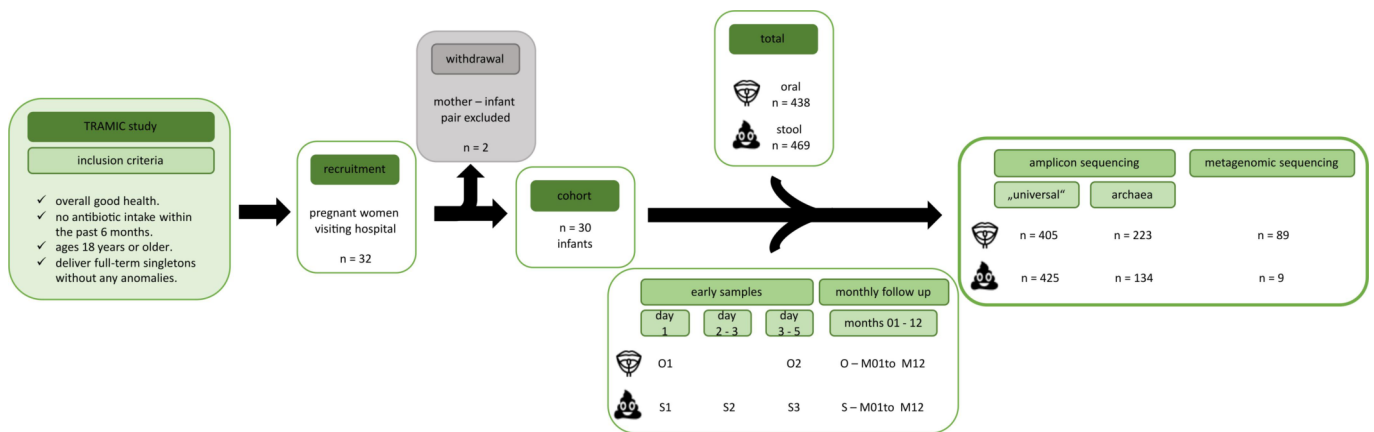 TRAMIC study
inclusion criteria
✓ overall good health.
✓ no antibiotic intake within
the past 6 months.
✓ ages 18 years or older.
✓ deliver full-term singletons
without any anomalies.
recruitment
pregnant women
visiting hospital
n = 32
withdrawal
mother – infant
pair excluded
n = 2
cohort
n = 30
infants
total
oral
n = 438
stool
n = 469
early samples
monthly follow up
day
1
day
2 - 3
day
3 - 5
months 01 - 12
O1
O2
O – M01to M12
S1
S2
S3
S – M01to M12
amplicon sequencing
metagenomic sequencing
„universal“
archaea
n = 405
n = 223
n = 89
n = 425
n = 134
n = 9